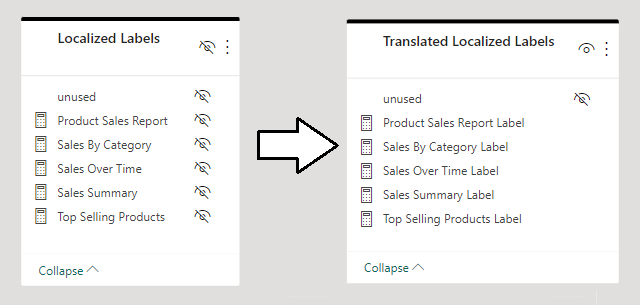 Localized Labels
unused
Product Sales Report
Sales By Category
Sales Over Time
Sales Summary
Top Selling Products
Collapse
Translated Localized Labels
unused
Product Sales Report Label
Sales By Category Label
Sales Over Time Label
Sales Summary Label
Top Selling Products Label
Collapse